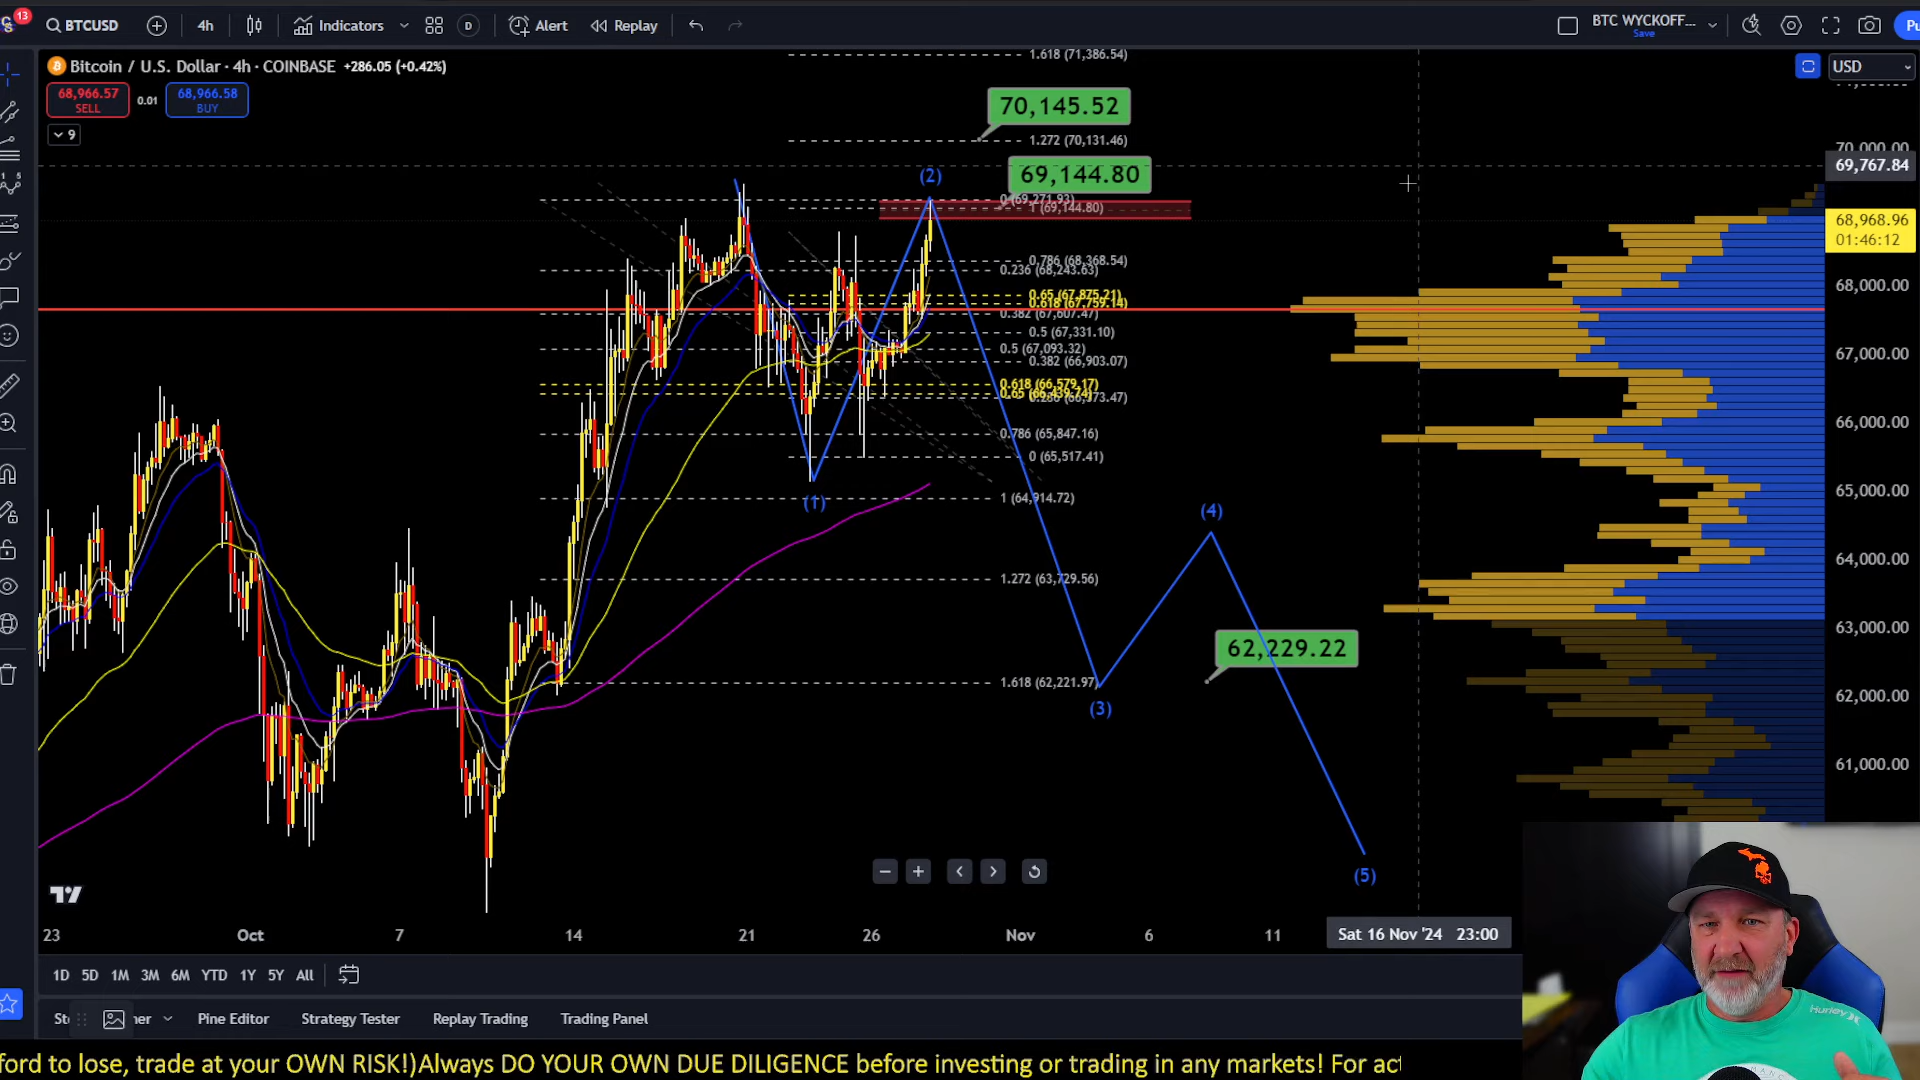 13
BTCUSD
4h
Indicators
D
Alert
Replay
BTC WYCKOFF...
Save
Bitcoin / U.S. Dollar · 4h · COINBASE +286.05 (+0.42%)
USD
68,966.57
SELL
0.01
68,966.58
BUY
9
1.618 (71,386.54)
70,145.52
1.272 (70,131.46)
70,000.00
69,767.84
(2)
69,144.80
1 (69,144.80)
68,968.96
01:46:12
0.786 (68,368.54)
0.236 (68,243.63)
68,000.00
0.65 (67,875.21)
0.618 (67,759.14)
0.382 (67,607.47)
0.5 (67,331.10)
0.5 (67,093.32)
67,000.00
0.382 (66,903.07)
0.618 (66,579.17)
66,000.00
0.786 (65,847.16)
0 (65,517.41)
65,000.00
1 (64,914.72)
(1)
(4)
64,000.00
1.272 (63,729.56)
63,000.00
62,229.22
1.618 (62,221.97)
62,000.00
(3)
61,000.00
(5)
23
Oct
7
14
21
26
Nov
6
11
Sat 16 Nov '24 23:00
1D
5D
1M
3M
6M
YTD
1Y
5Y
All
Pine Editor
Strategy Tester
Replay Trading
Trading Panel
Hurley
ford to lose, trade at your OWN RISK!)Always DO YOUR OWN DUE DILIGENCE before investing or trading in any markets! For act